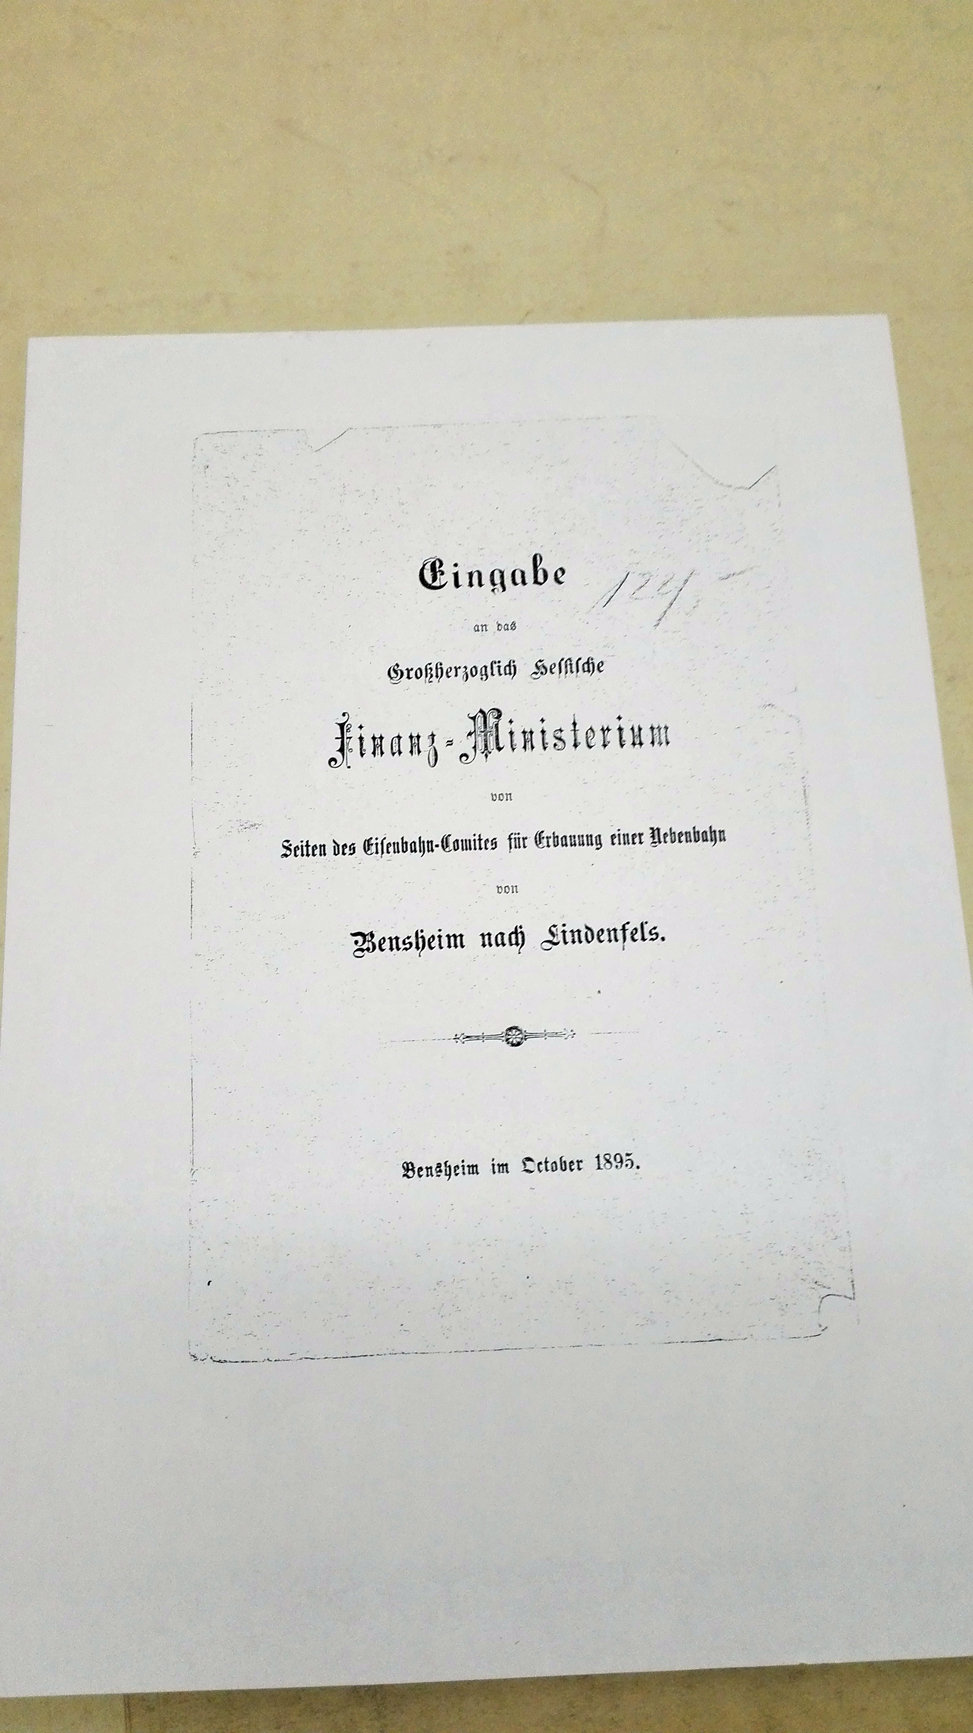 Eingabe
124,-
an das
Großherzoglich Hessische
Finanz-Ministerium
von
Seiten des Eisenbahn-Comites für Erbauung einer Nebenbahn
von
Bensheim nach Lindenfels.
Bensheim im October 1895.